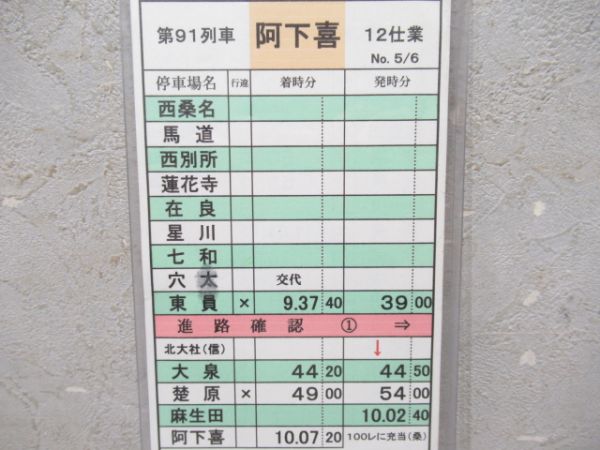 第91列車 阿下喜 12仕業
No. 5/6
停車場名 行違 着時分 発時分
西桑名
馬道
西別所
蓮花寺
在良
星川
七和
穴太 交代
東員 × 9.37 40 39 00
進路確認 ① ⇒
北大社(信) ↓
大泉 44 20 44 50
楚原 × 49 00 54 00
麻生田 10.02 40
阿下喜 10.07 20 100レに充当(桑)